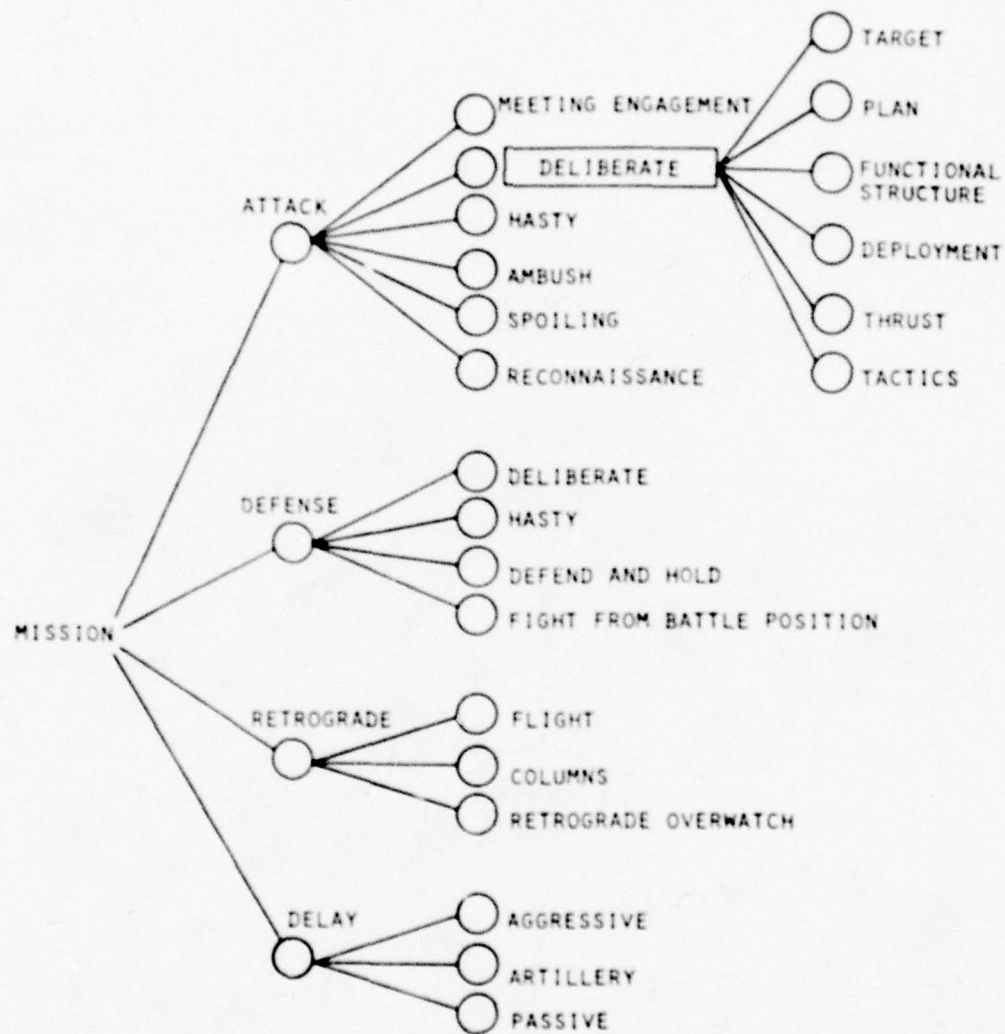 TARGET
MEETING ENGAGEMENT
PLAN
DELIBERATE
FUNCTIONAL
STRUCTURE
ATTACK
HASTY
DEPLOYMENT
AMBUSH
SPOILING
THRUST
RECONNAISSANCE
TACTICS
DELIBERATE
DEFENSE
HASTY
DEFEND AND HOLD
FIGHT FROM BATTLE POSITION
MISSION
RETROGRADE
FLIGHT
COLUMNS
RETROGRADE OVERWATCH
DELAY
AGGRESSIVE
ARTILLERY
PASSIVE